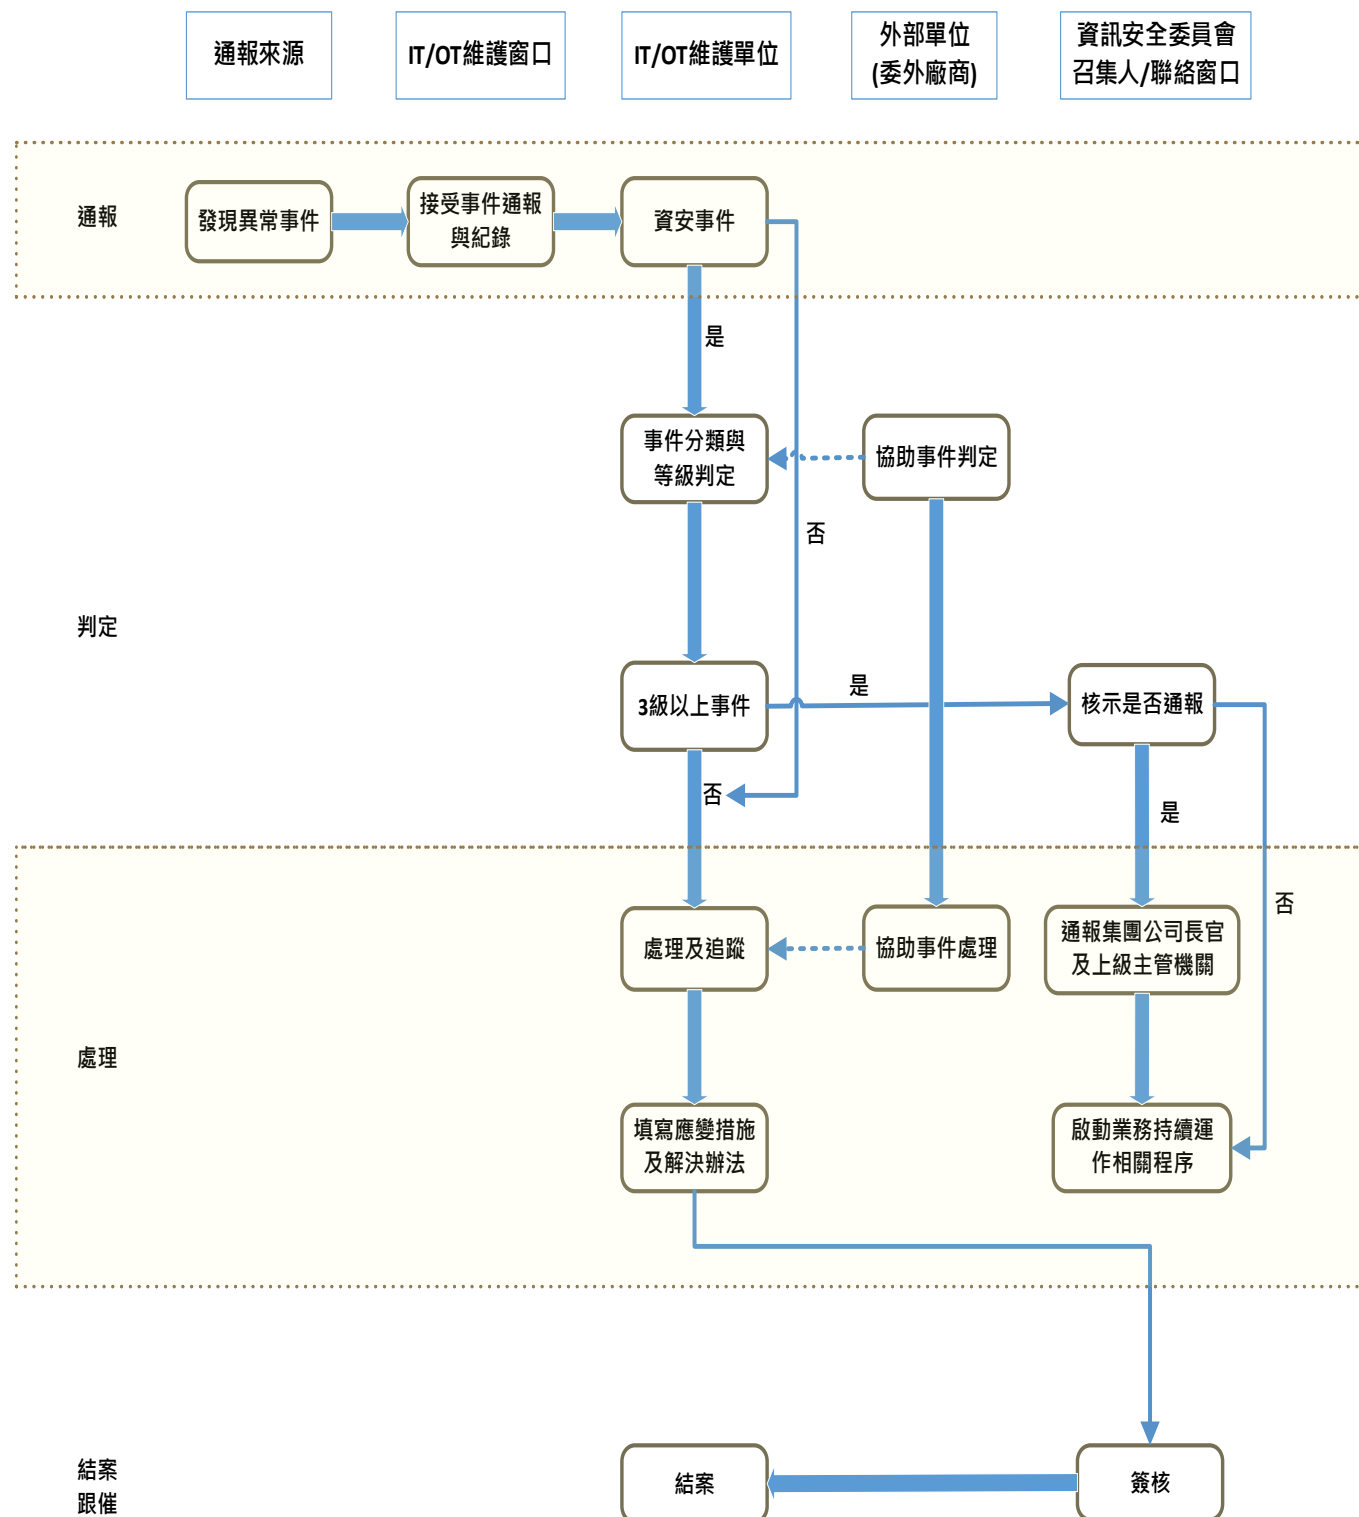 通報來源
IT/OT維護窗口
IT/OT維護單位
外部單位
(委外廠商)
資訊安全委員會
召集人/聯絡窗口
通報
發現異常事件
接受事件通報
與紀錄
資安事件
是
事件分類與
等級判定
協助事件判定
否
判定
3級以上事件
是
核示是否通報
否
是
否
處理及追蹤
協助事件處理
通報集團公司長官
及上級主管機關
處理
填寫應變措施
及解決辦法
啟動業務持續運
作相關程序
結案
跟催
結案
簽核